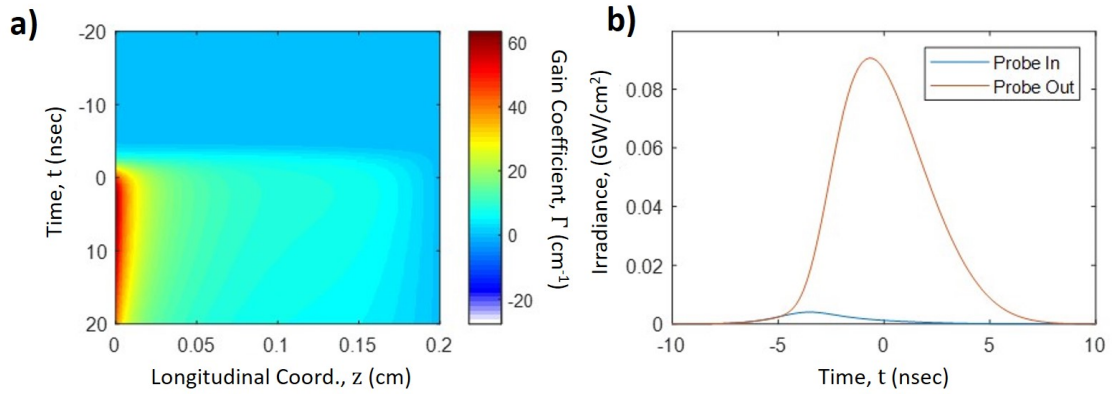 a)
-20
-10
0
10
20
Time, t (nsec)
0
0.05
0.1
0.15
0.2
Longitudinal Coord., z (cm)
60
40
20
0
-20
Gain Coefficient, Γ (cm-1)
b)
Probe In
Probe Out
0.08
0.06
0.04
0.02
0
Irradiance, (GW/cm2)
-10
-5
0
5
10
Time, t (nsec)